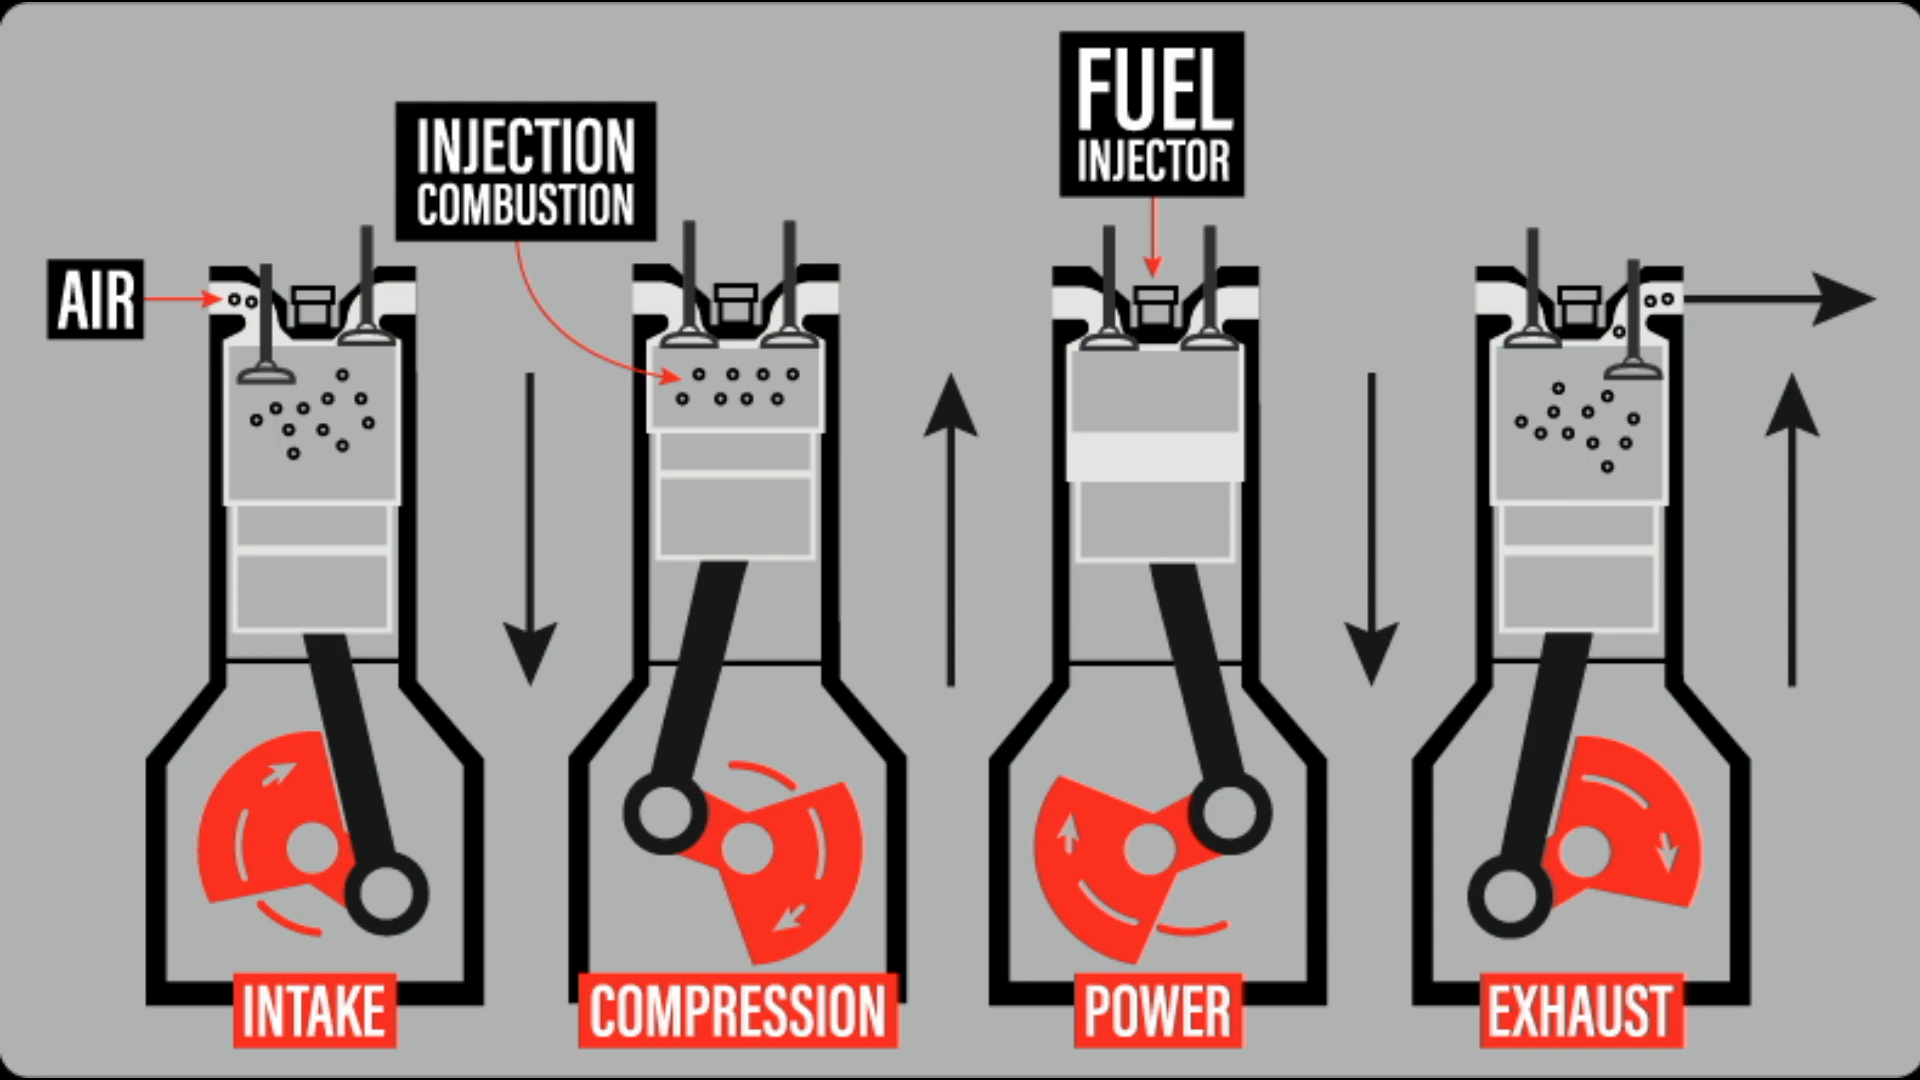 FUEL
INJECTOR
INJECTION
COMBUSTION
AIR
INTAKE
COMPRESSION
POWER
EXHAUST